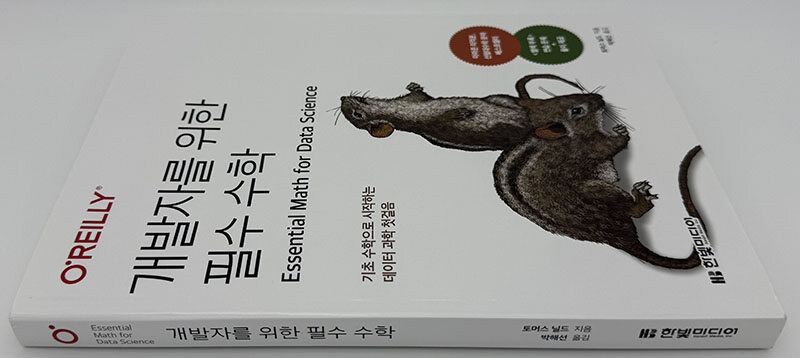 O'REILLY®
개발자를 위한
필수 수학
Essential Math for Data Science
기초 수학으로 시작하는
데이터 과학 첫걸음
한빛미디어
Essential
Math for
Data Science
개발자를 위한 필수 수학
토머스 닐드 지음
박해선 옮김
한빛미디어